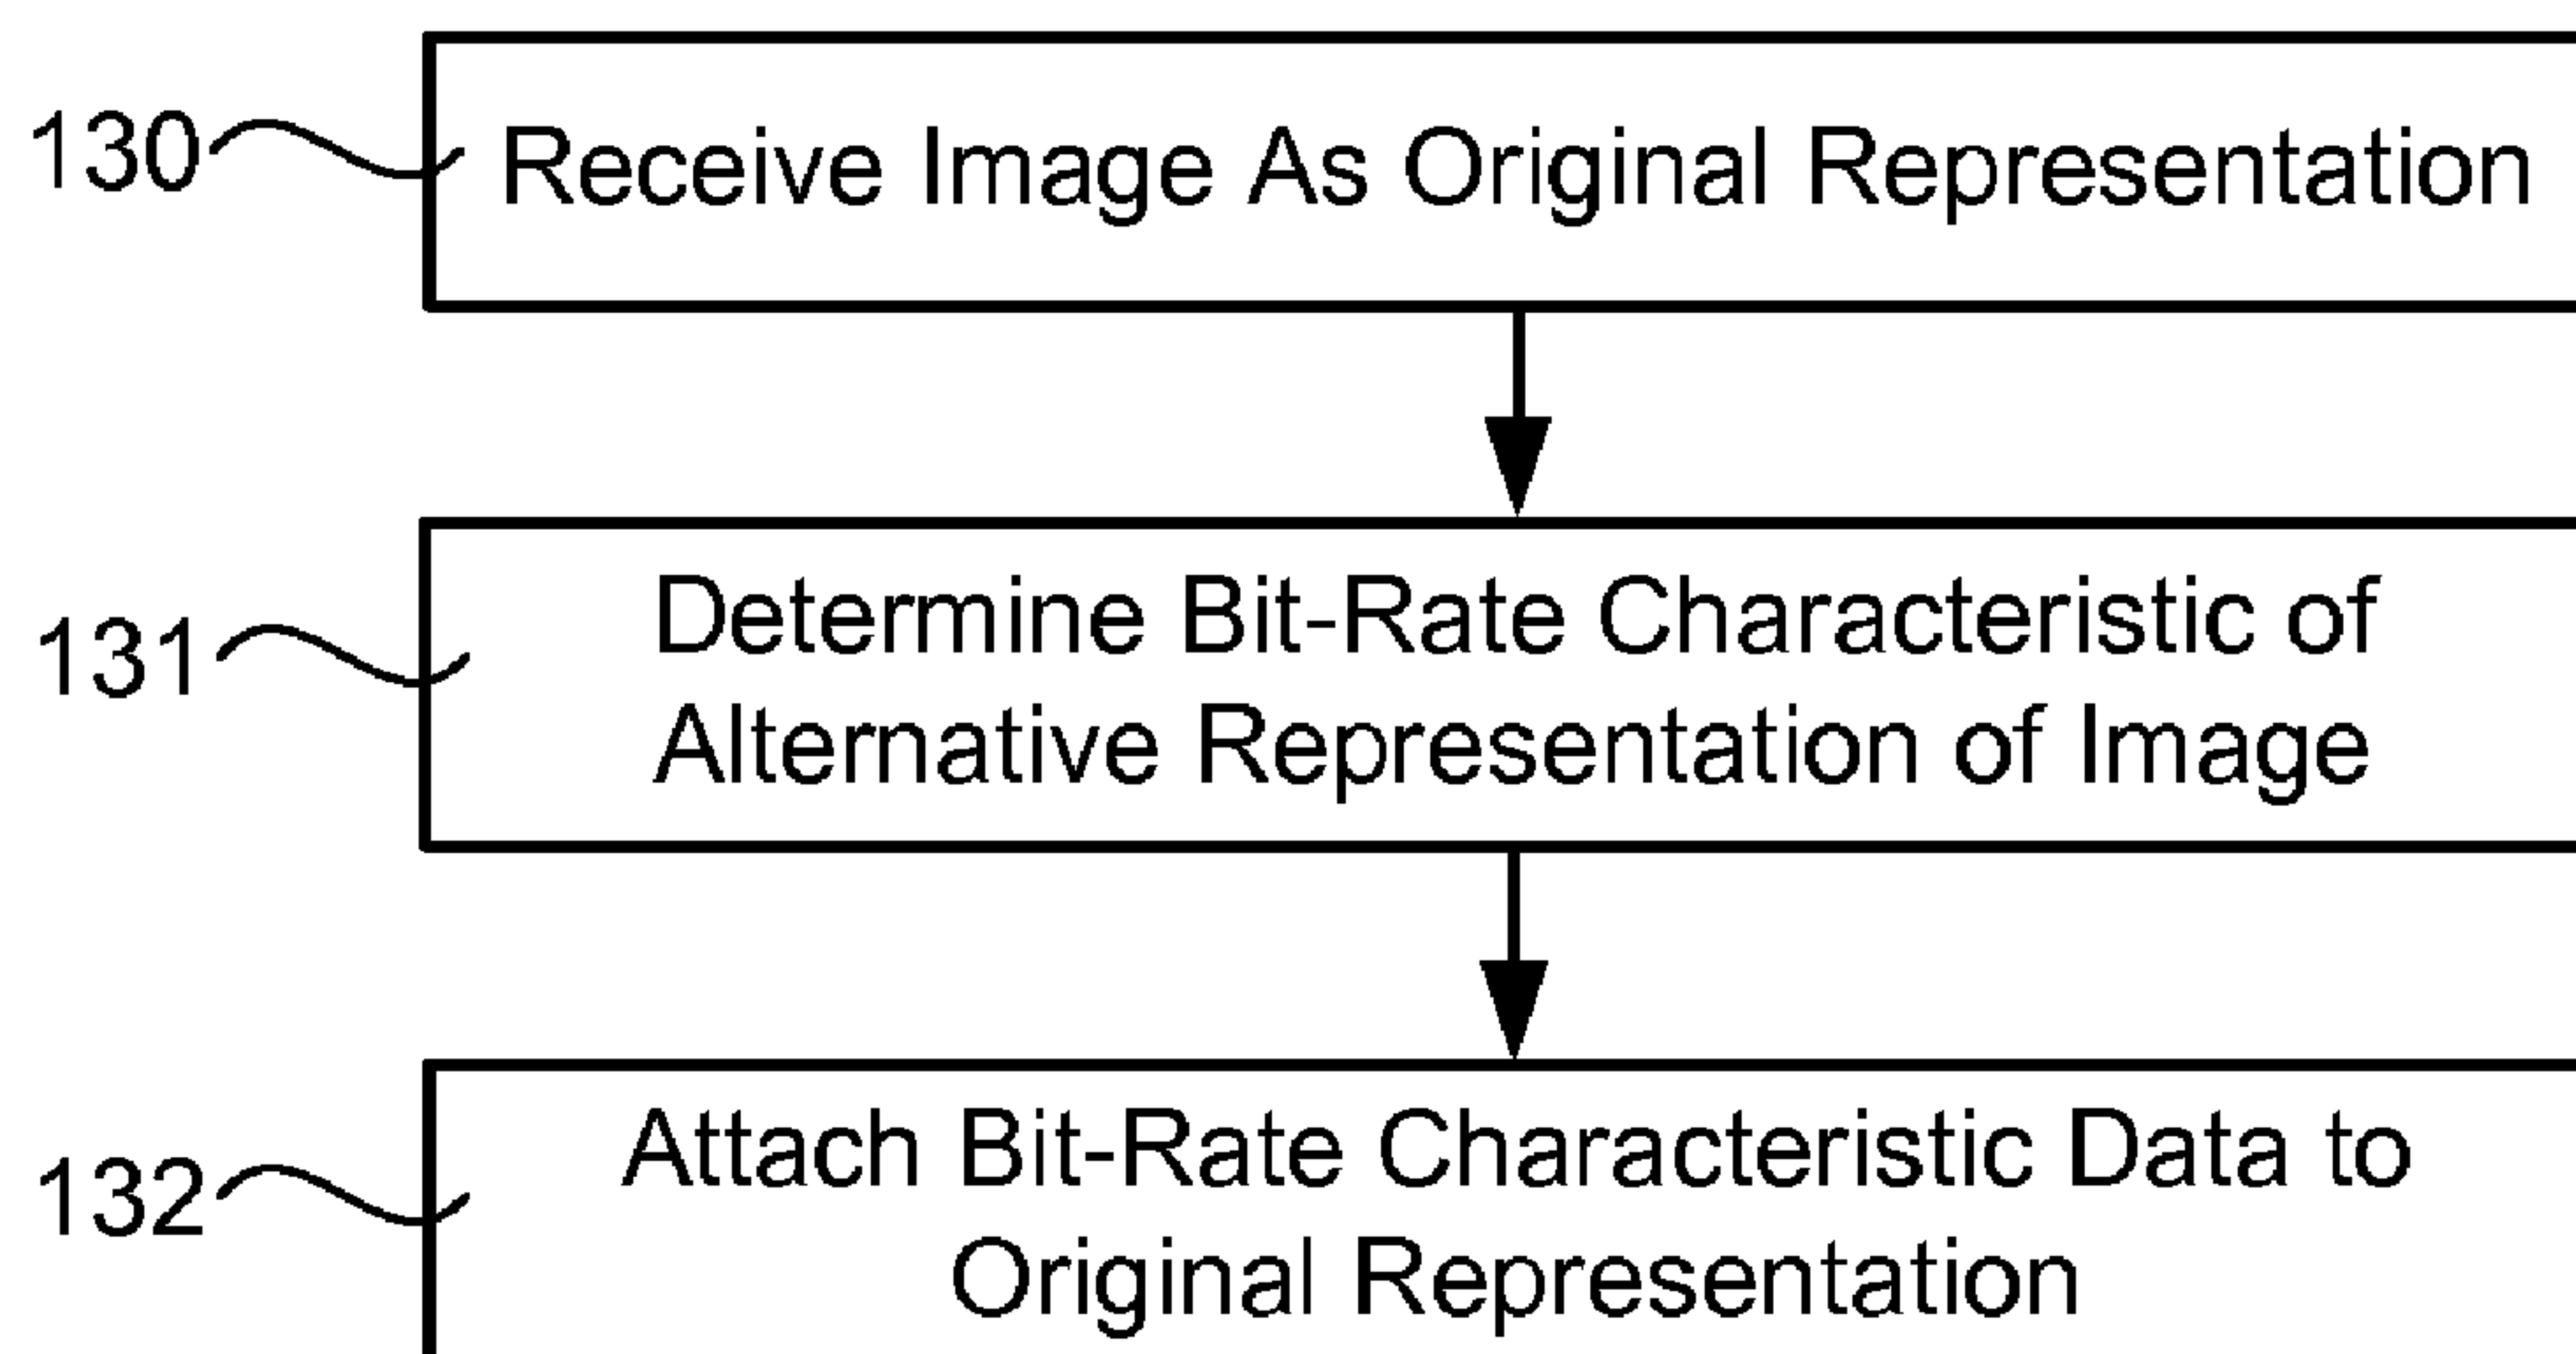 130
Receive Image As Original Representation
131
Determine Bit-Rate Characteristic of
Alternative Representation of Image
132
Attach Bit-Rate Characteristic Data to
Original Representation